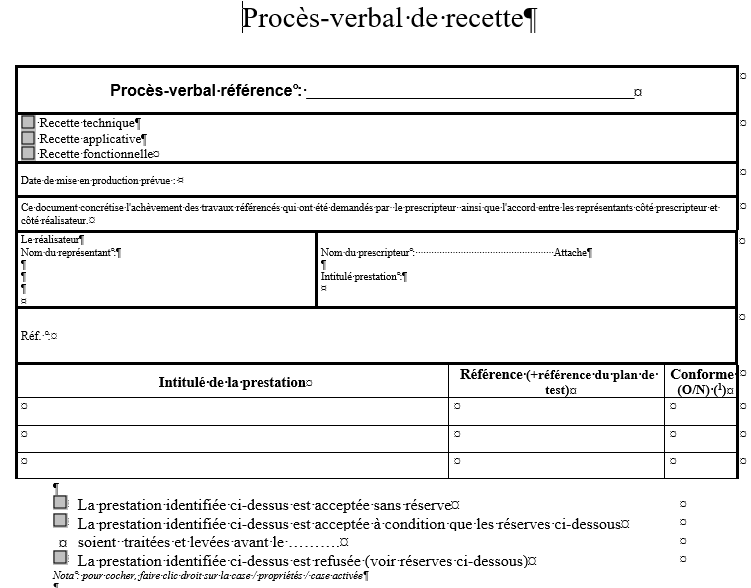 Procès-verbal de recette¶
Procès-verbal référence°: ______________________________________¤
Recette technique¶
Recette applicative¶
Recette fonctionnelle¤
Date de mise en production prévue : ¤
Ce document concrétise l'achèvement des travaux référencés qui ont été demandés par le prescripteur ainsi que l'accord entre les représentants côté prescripteur et
côté réalisateur.¤
Le réalisateur¶
Nom du représentant°:¶
Nom du prescripteur°: Attache¶
Intitulé prestation°:¶
Réf. °:¤
Intitulé de la prestation¤
Référence (+référence du plan de
test)¤
Conforme
(O/N) (1)¤
La prestation identifiée ci-dessus est acceptée sans réserve¤
La prestation identifiée ci-dessus est acceptée à condition que les réserves ci-dessous¤
soient traitées et levées avant le ………¤
La prestation identifiée ci-dessus est refusée (voir réserves ci-dessous)¤
Nota°: pour cocher, faire clic droit sur la case / propriétés / case activée¶